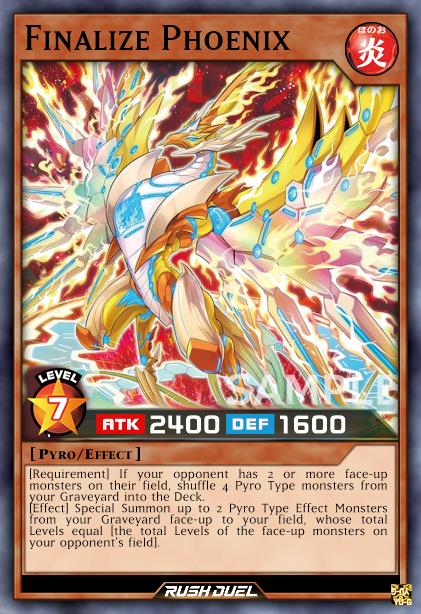 Finalize Phoenix
ほのお
炎
SAMPLE
LEVEL
7
ATK 2400 DEF 1600
[Pyro/Effect]
[Requirement] If your opponent has 2 or more face-up
monsters on their field, shuffle 4 Pyro Type monsters from
your Graveyard into the Deck.
[Effect] Special Summon up to 2 Pyro Type Effect Monsters
from your Graveyard face-up to your field, whose total
Levels equal [the total Levels of the face-up monsters on
your opponent's field].
RUSH DUEL